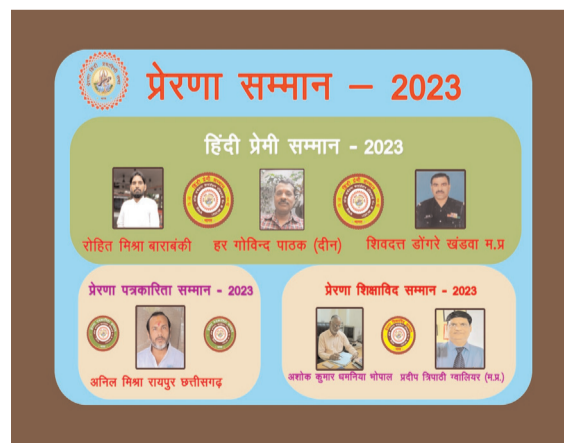 प्रेरणा सम्मान – 2023
हिंदी प्रेमी सम्मान - 2023
रोहित मिश्रा बाराबंकी हर गोविन्द पाठक (दीन) शिवदत्त डोंगरे खंडवा म.प्र
प्रेरणा पत्रकारिता सम्मान - 2023
अनिल मिश्रा रायपुर छत्तीसगढ़
प्रेरणा शिक्षाविद सम्मान - 2023
अशोक कुमार धमनिया भोपाल प्रदीप त्रिपाठी ग्वालियर (म.प्र.)